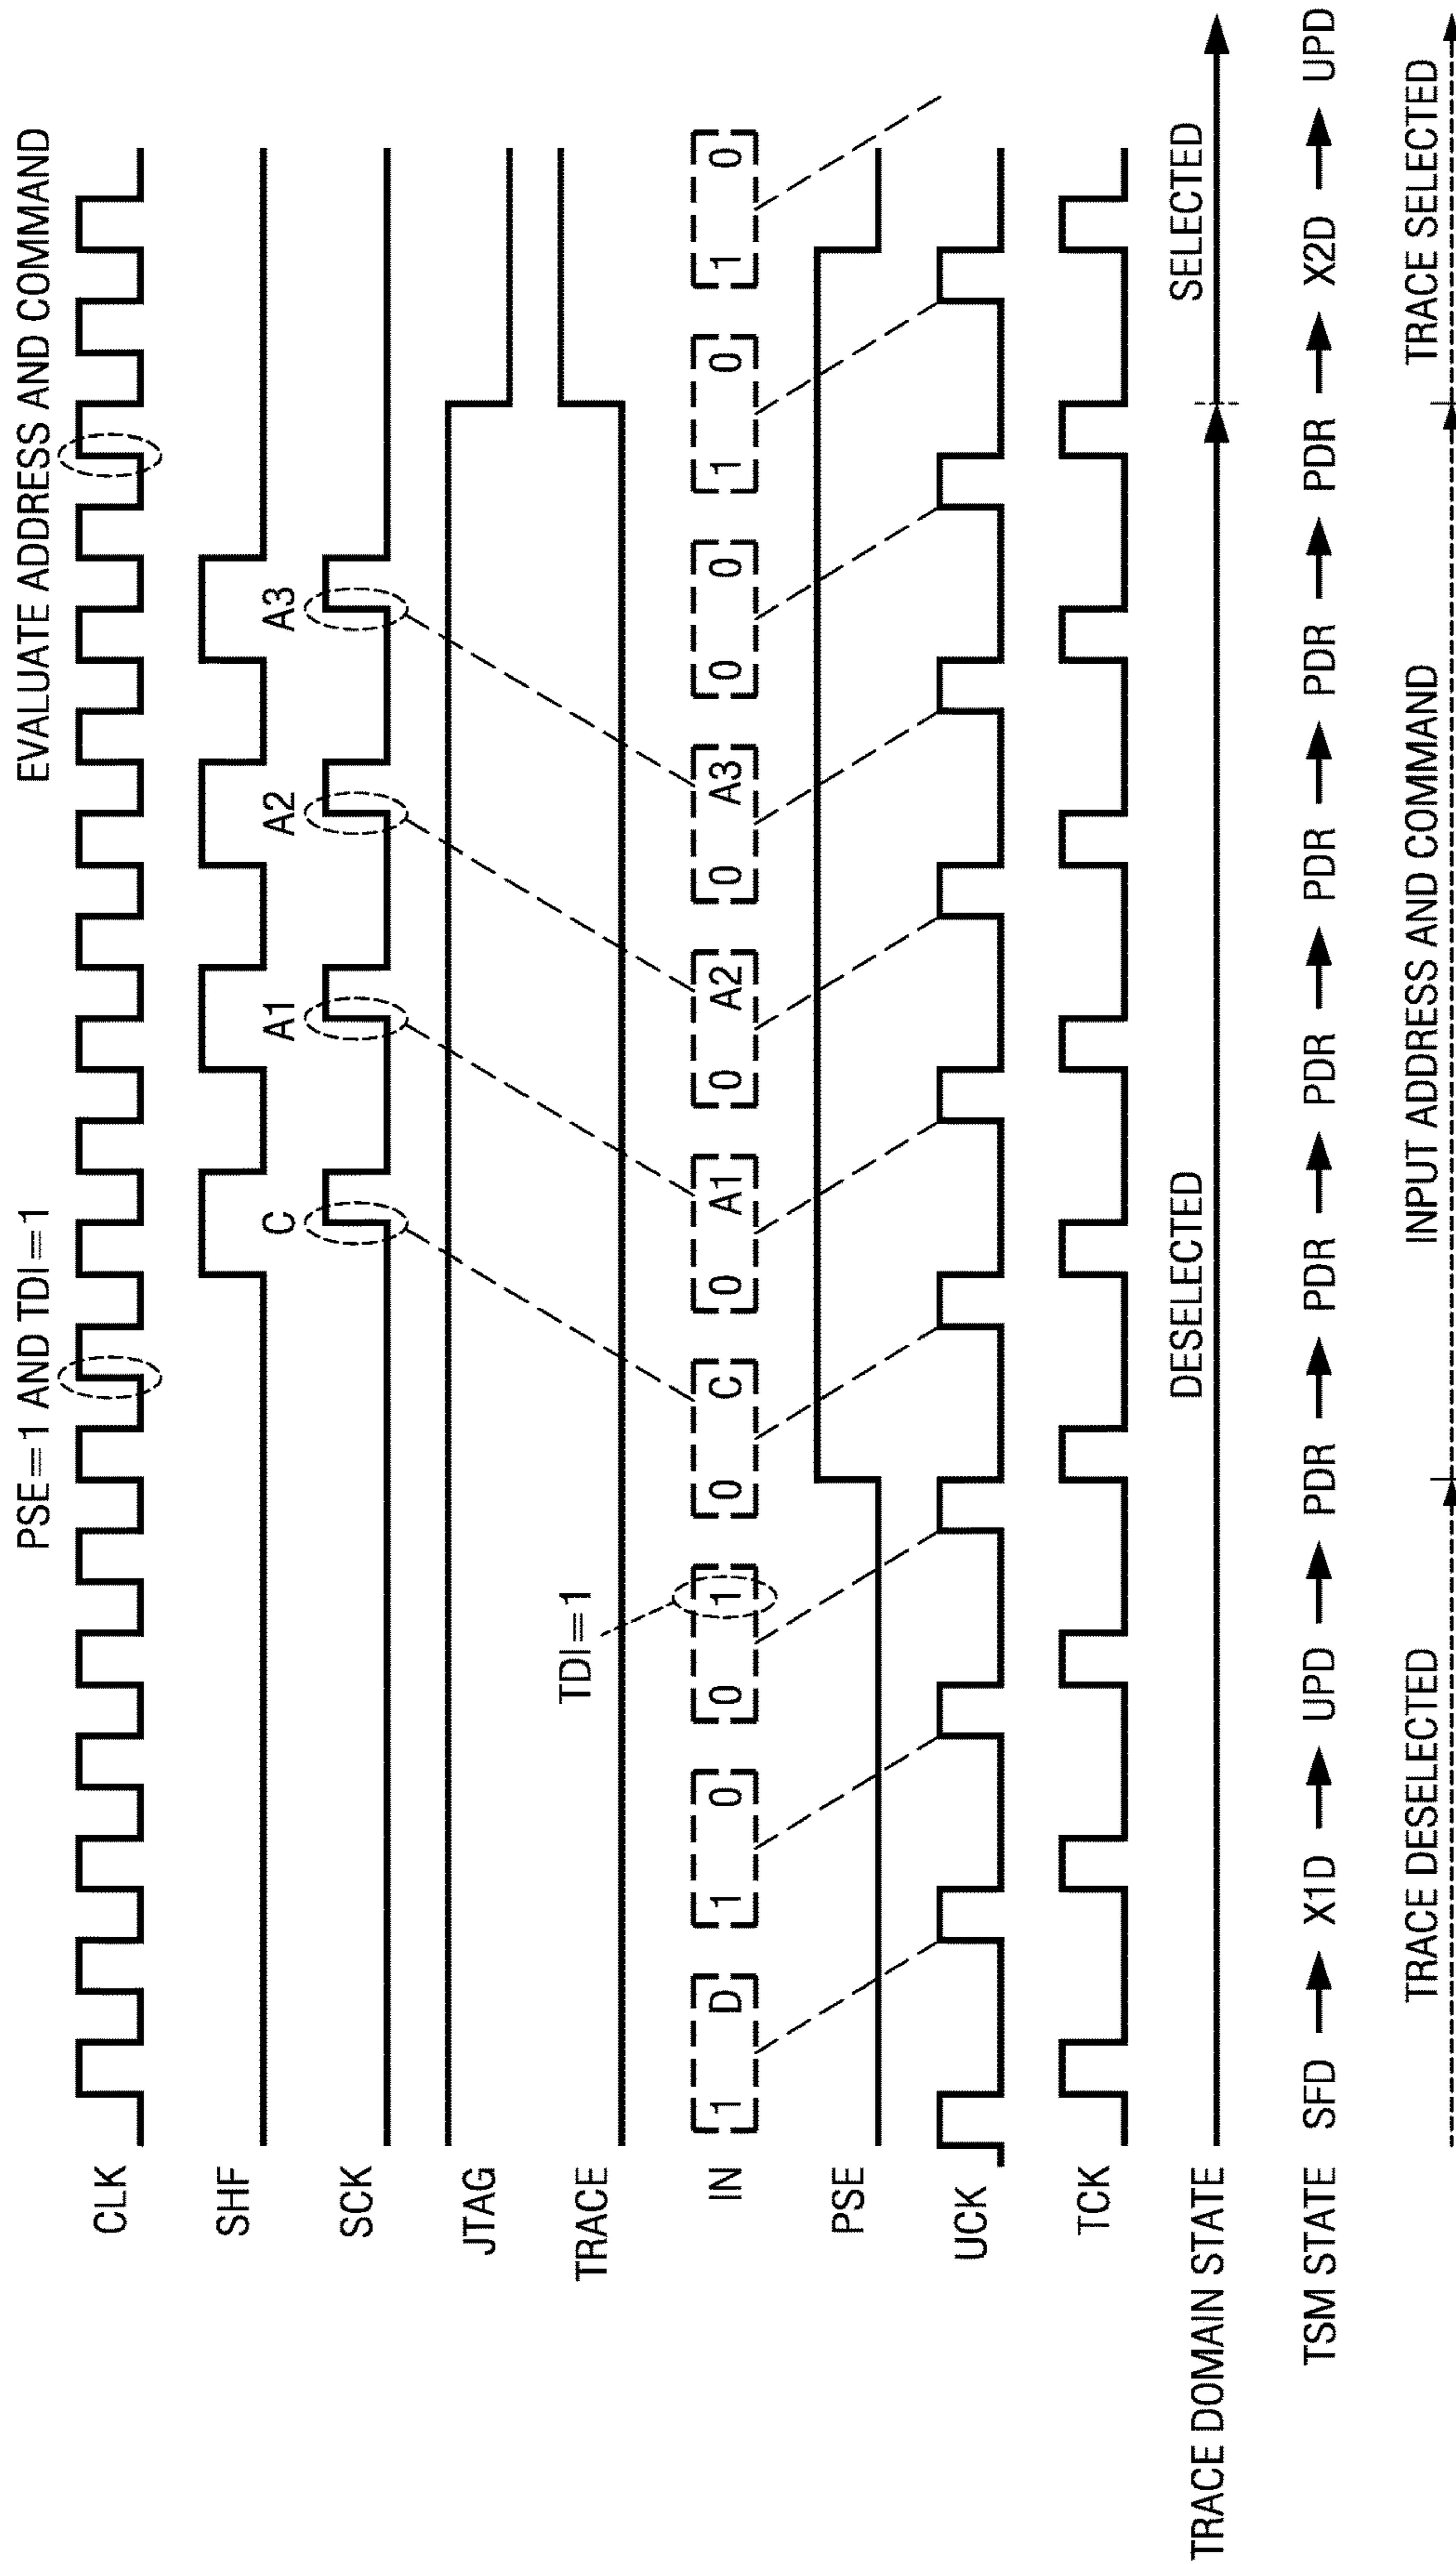 PSE=1 AND TDI=1 EVALUATE ADDRESS AND COMMAND
CLK
SHF
C A1 A2 A3
SCK
JTAG
TDI=1
TRACE
IN 1 D 1 0 0 1 0 C 0 A1 0 A2 0 A3 0 0 1 0 1 0
PSE
UCK
TCK
DESELECTED SELECTED
TRACE DOMAIN STATE
TSM STATE SFD X1D UPD PDR PDR PDR PDR PDR PDR X2D UPD
TRACE DESELECTED INPUT ADDRESS AND COMMAND TRACE SELECTED